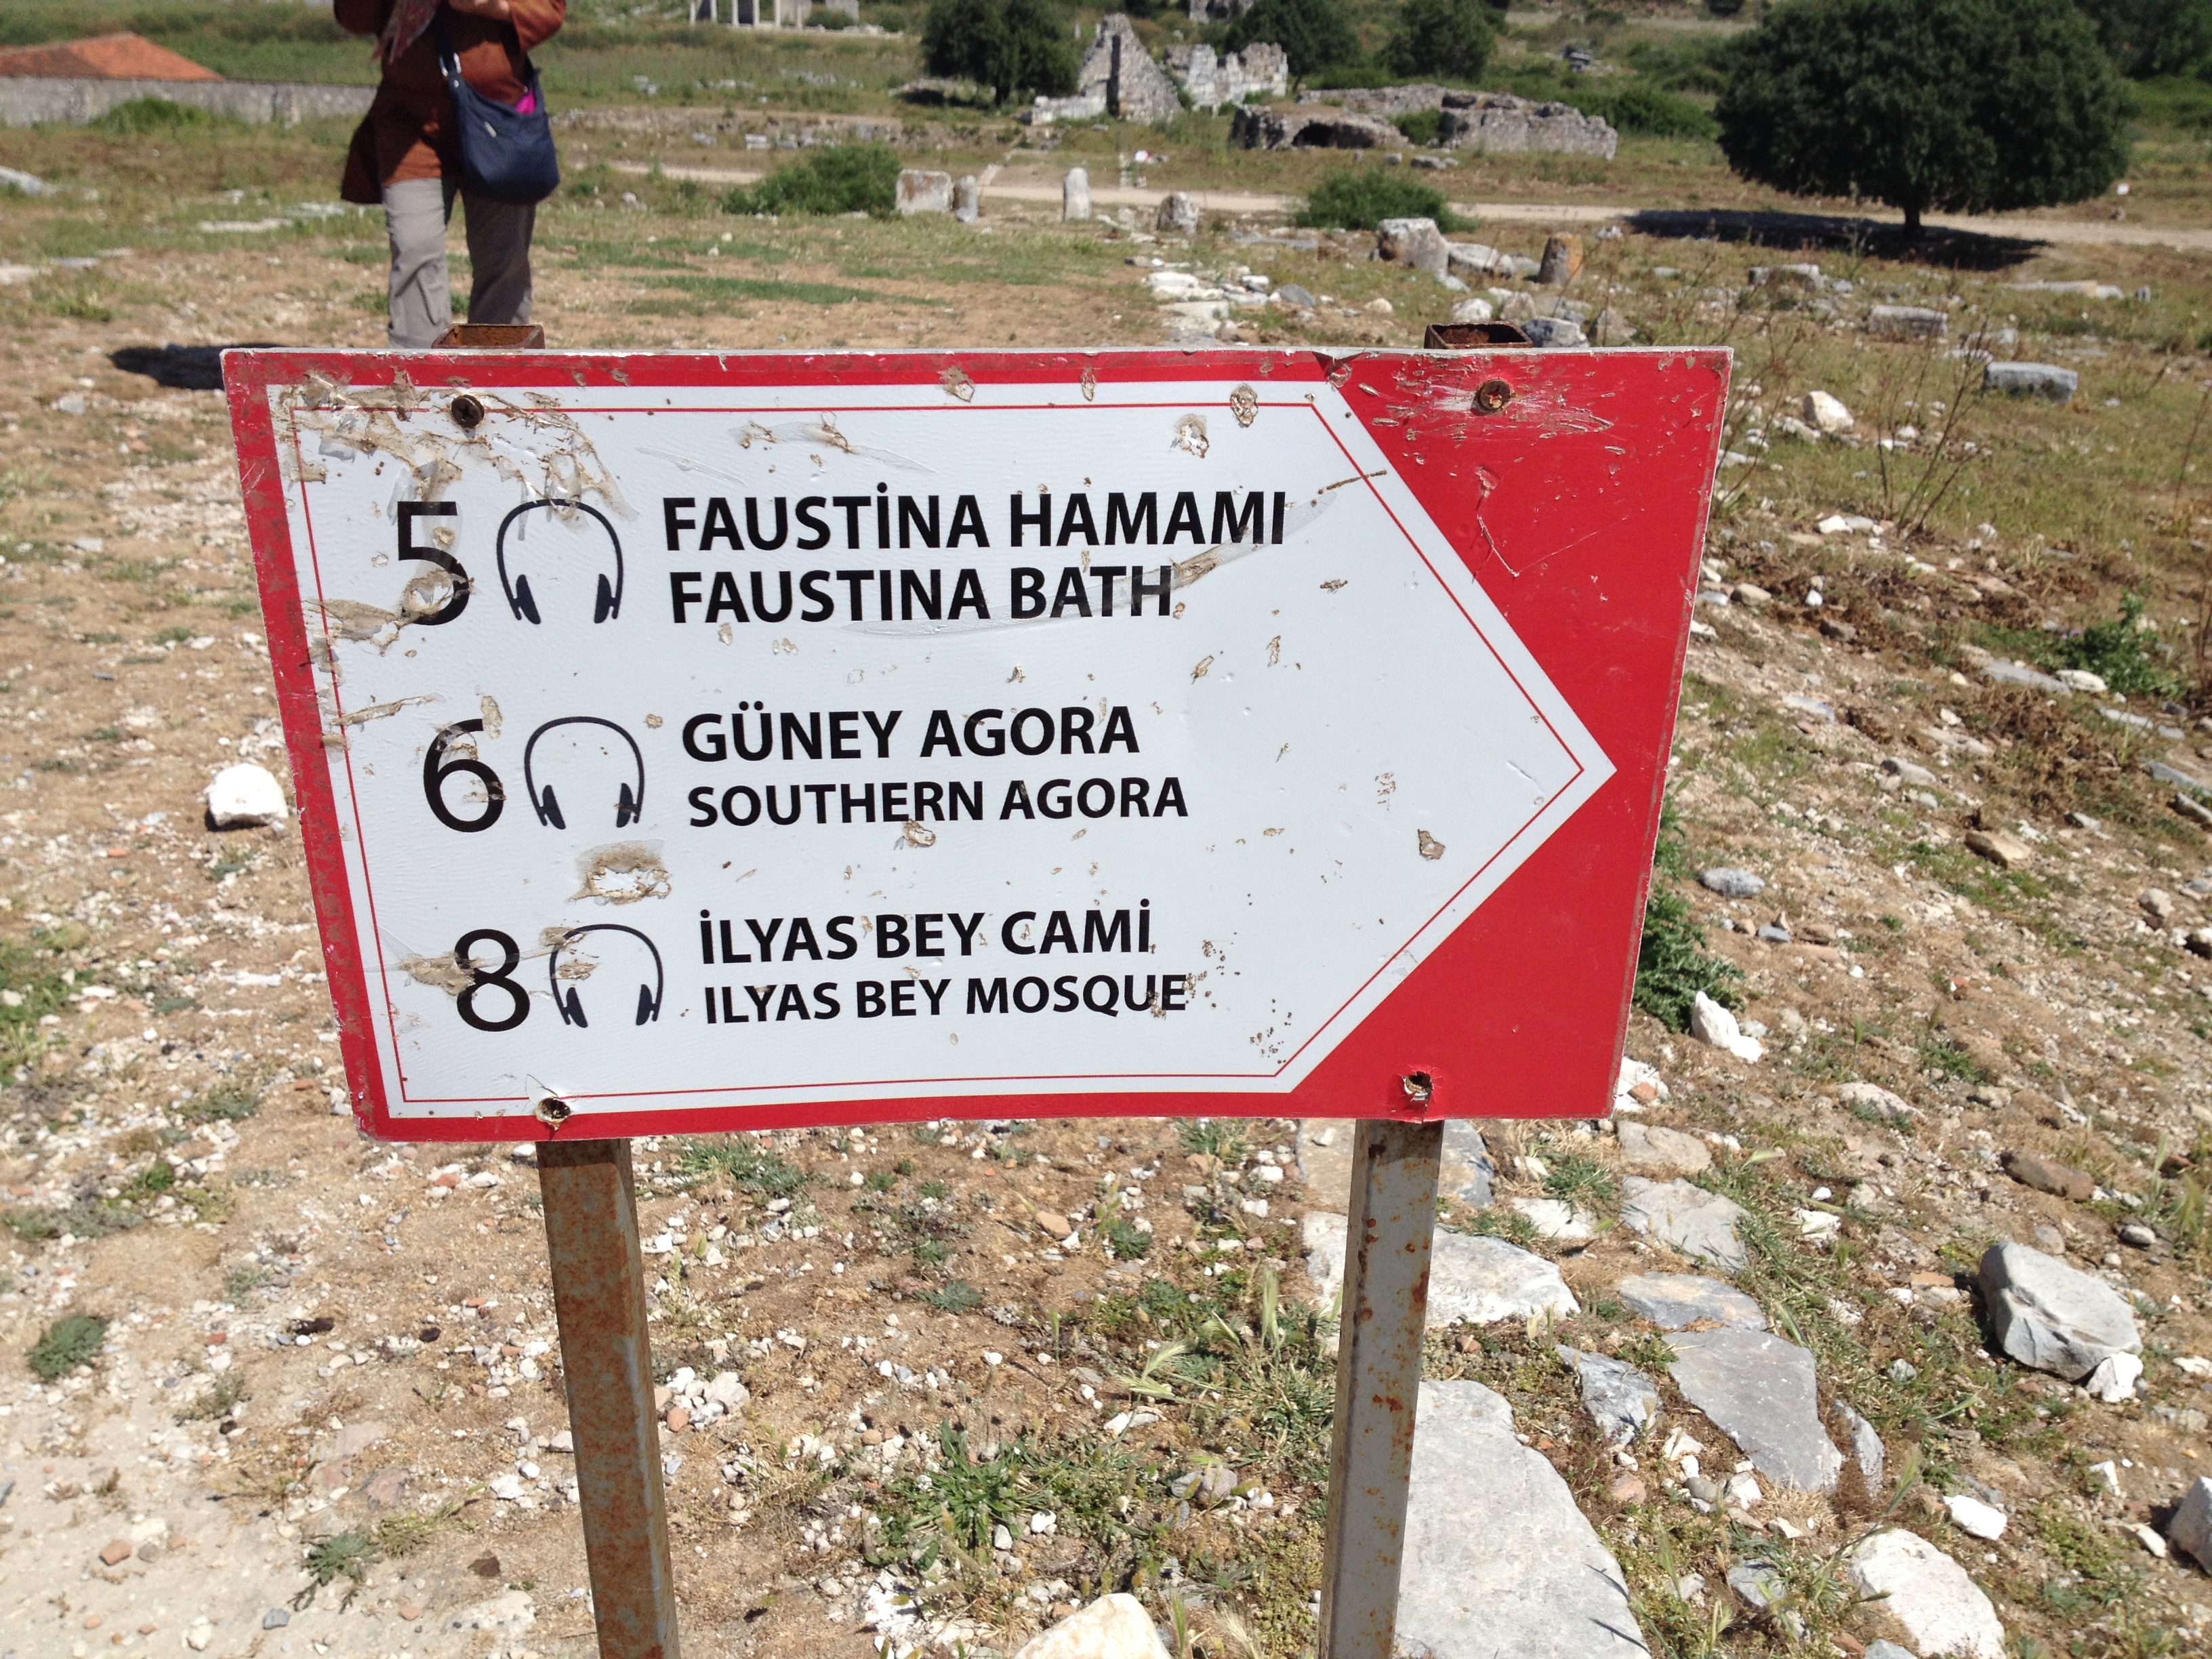 5 FAUSTİNA HAMAMI
FAUSTINA BATH
6 GÜNEY AGORA
SOUTHERN AGORA
8 İLYAS BEY CAMİ
ILYAS BEY MOSQUE